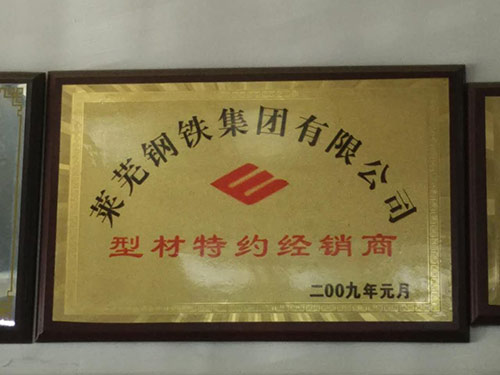 莱芜钢铁集团有限公司
型材特约经销商
二00九年元月